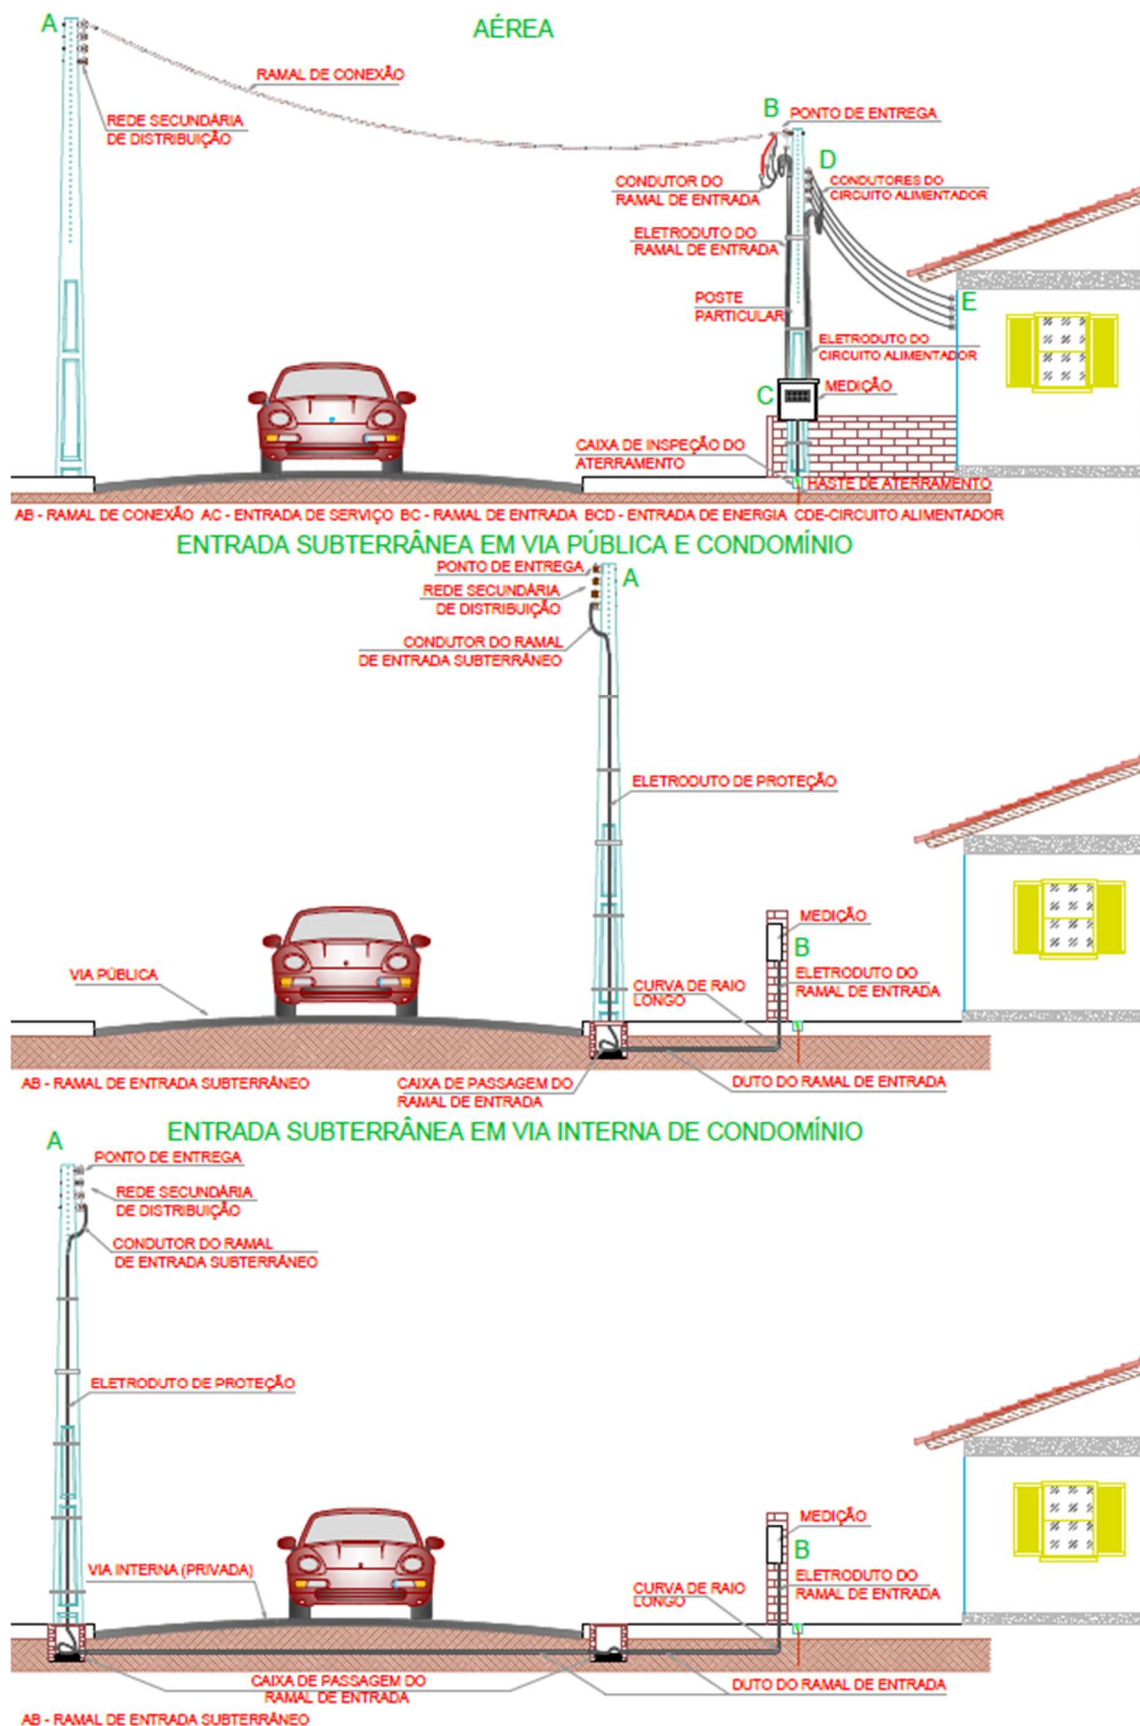 AÉREA
A
RAMAL DE CONEXÃO
REDE SECUNDÁRIA
DE DISTRIBUIÇÃO
B
PONTO DE ENTREGA
D
CONDUTOR DO
RAMAL DE ENTRADA
CONDUTORES DO
CIRCUITO ALIMENTADOR
ELETRODUTO DO
RAMAL DE ENTRADA
E
POSTE
PARTICULAR
ELETRODUTO DO
CIRCUITO ALIMENTADOR
C
MEDIÇÃO
CAIXA DE INSPEÇÃO DO
ATERRAMENTO
HASTE DE ATERRAMENTO
AB - RAMAL DE CONEXÃO AC - ENTRADA DE SERVIÇO BC - RAMAL DE ENTRADA BCD - ENTRADA DE ENERGIA CDE-CIRCUITO ALIMENTADOR
ENTRADA SUBTERRÂNEA EM VIA PÚBLICA E CONDOMÍNIO
PONTO DE ENTREGA
A
REDE SECUNDÁRIA
DE DISTRIBUIÇÃO
CONDUTOR DO RAMAL
DE ENTRADA SUBTERRÂNEO
ELETRODUTO DE PROTEÇÃO
MEDIÇÃO
B
VIA PÚBLICA
ELETRODUTO DO
RAMAL DE ENTRADA
CURVA DE RAIO
LONGO
AB - RAMAL DE ENTRADA SUBTERRÂNEO
CAIXA DE PASSAGEM DO
RAMAL DE ENTRADA
DUTO DO RAMAL DE ENTRADA
ENTRADA SUBTERRÂNEA EM VIA INTERNA DE CONDOMÍNIO
A
PONTO DE ENTREGA
REDE SECUNDÁRIA
DE DISTRIBUIÇÃO
CONDUTOR DO RAMAL
DE ENTRADA SUBTERRÂNEO
ELETRODUTO DE PROTEÇÃO
MEDIÇÃO
B
VIA INTERNA (PRIVADA)
ELETRODUTO DO
RAMAL DE ENTRADA
CURVA DE RAIO
LONGO
CAIXA DE PASSAGEM DO
RAMAL DE ENTRADA
DUTO DO RAMAL DE ENTRADA
AB - RAMAL DE ENTRADA SUBTERRÂNEO